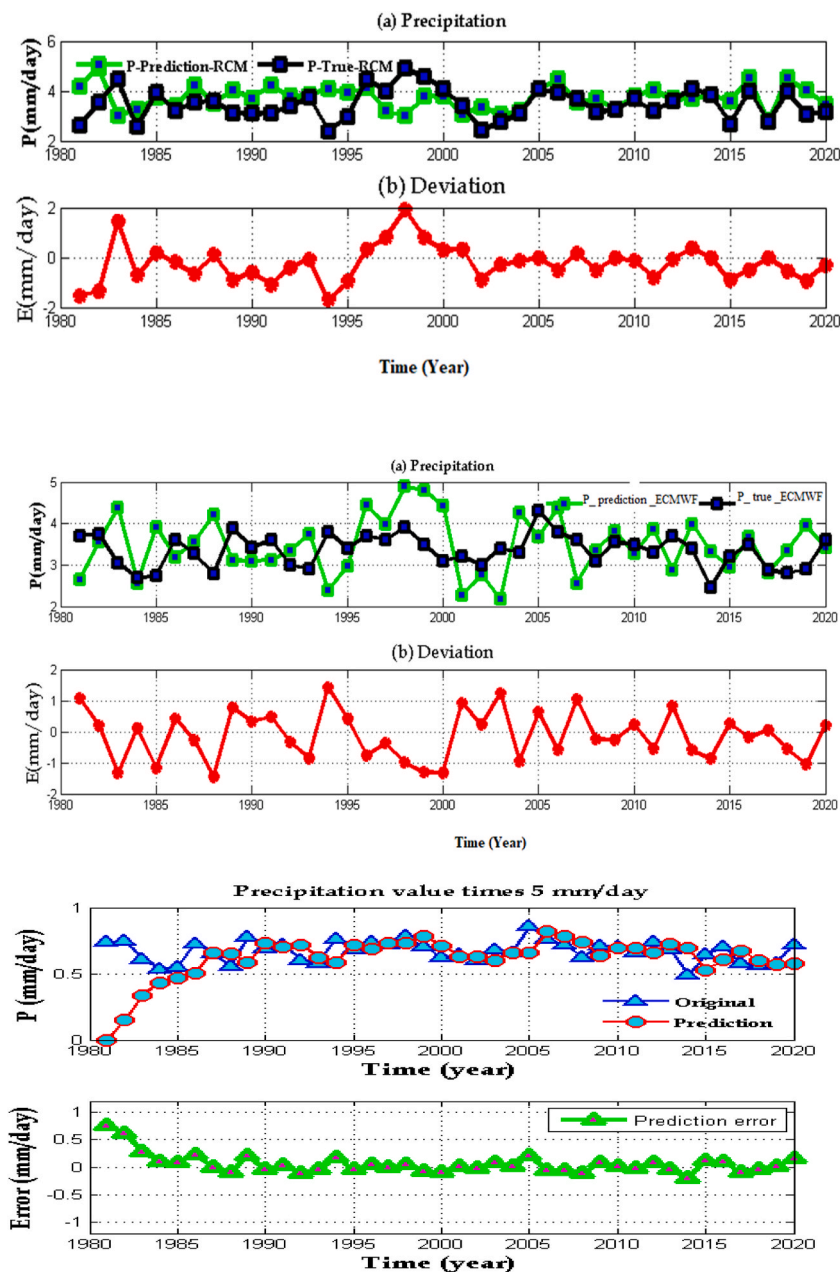 (a) Precipitation
P(mm/day)
6
4
2
P-Prediction-RCM
P-True-RCM
1980 1985 1990 1995 2000 2005 2010 2015 2020
(b) Deviation
E(mm/day)
2
0
-2
1980 1985 1990 1995 2000 2005 2010 2015 2020
Time (Year)
(a) Precipitation
P(mm/day)
5
4
3
2
P_ prediction _ECMWF
P_ true _ECMWF
1980 1985 1990 1995 2000 2005 2010 2015 2020
(b) Deviation
E(mm/day)
2
1
0
-1
-2
1980 1985 1990 1995 2000 2005 2010 2015 2020
Time (Year)
Precipitation value times 5 mm/day
P (mm/day)
1
0.5
0
Original
Prediction
1980 1985 1990 1995 2000 2005 2010 2015 2020
Time (year)
Error (mm/day)
1
0.5
0
-0.5
-1
Prediction error
1980 1985 1990 1995 2000 2005 2010 2015 2020
Time (year)